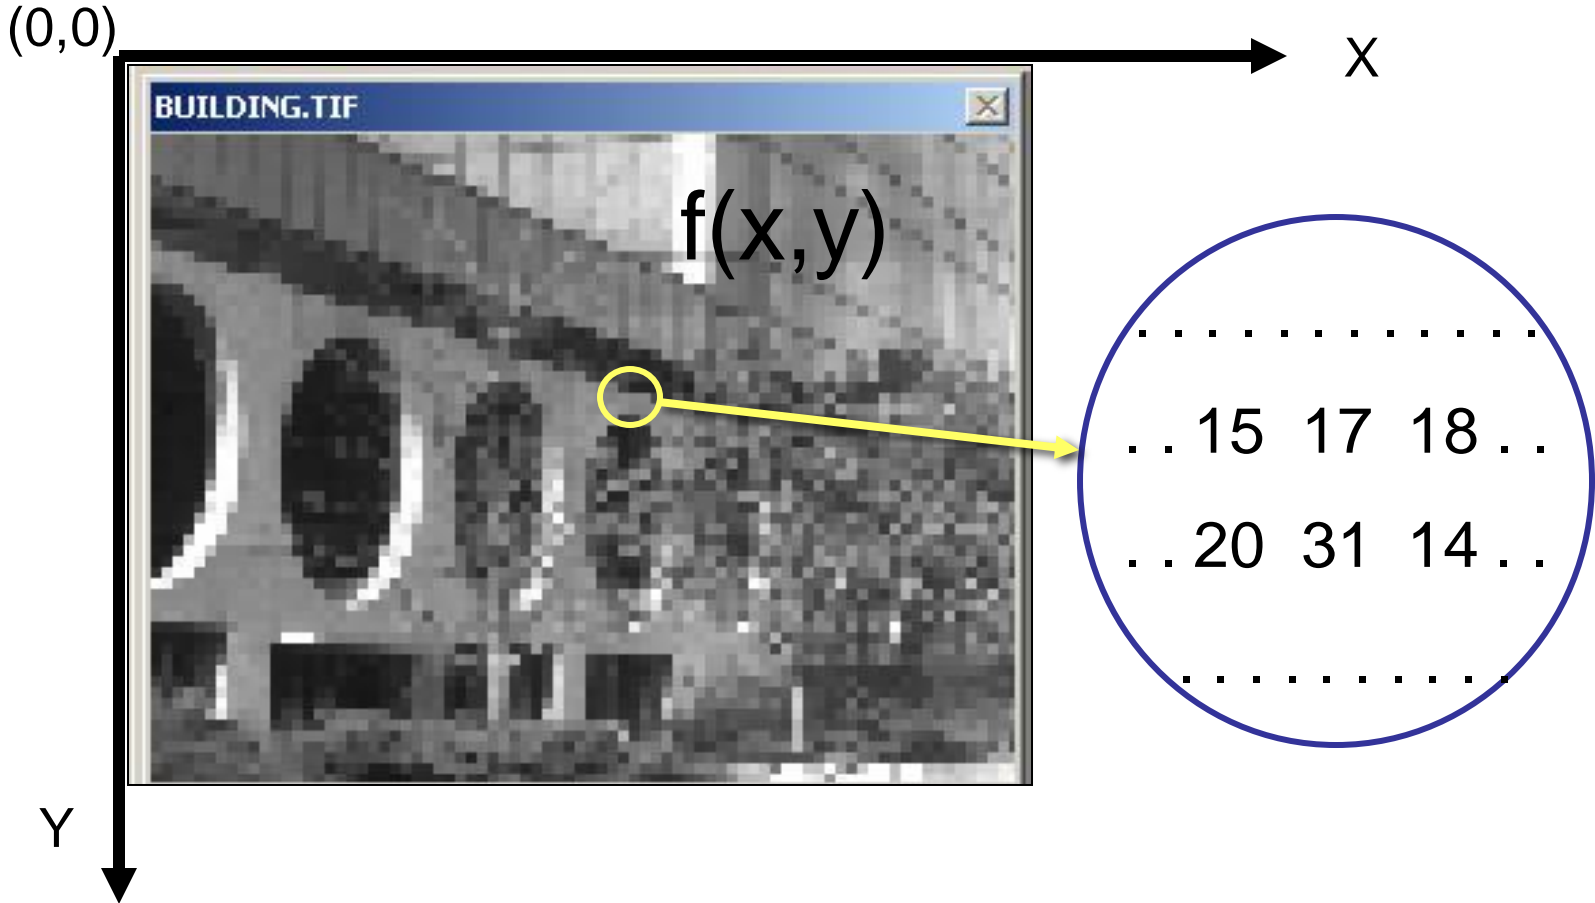 (0,0)
X
BUILDING.TIF
f(x,y)
. . . . . . . . . . . .
. . 15 17 18 . .
. . 20 31 14 . .
. . . . . . . . . .
Y